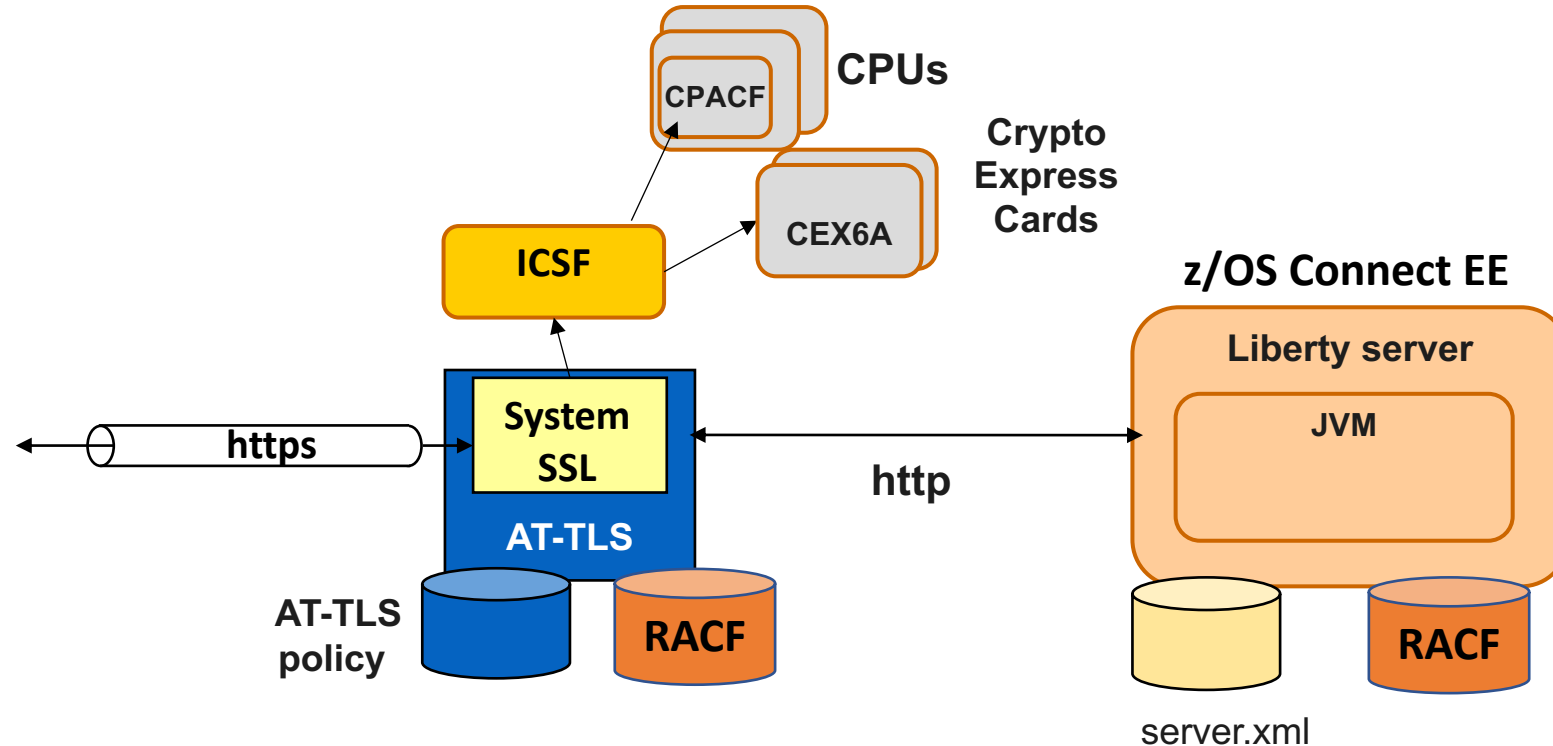 CPUs
CPACF
Crypto
Express
Cards
CEX6A
ICSF
z/OS Connect EE
Liberty server
JVM
System
SSL
https
http
AT-TLS
AT-TLS
policy
RACF
RACF
server.xml